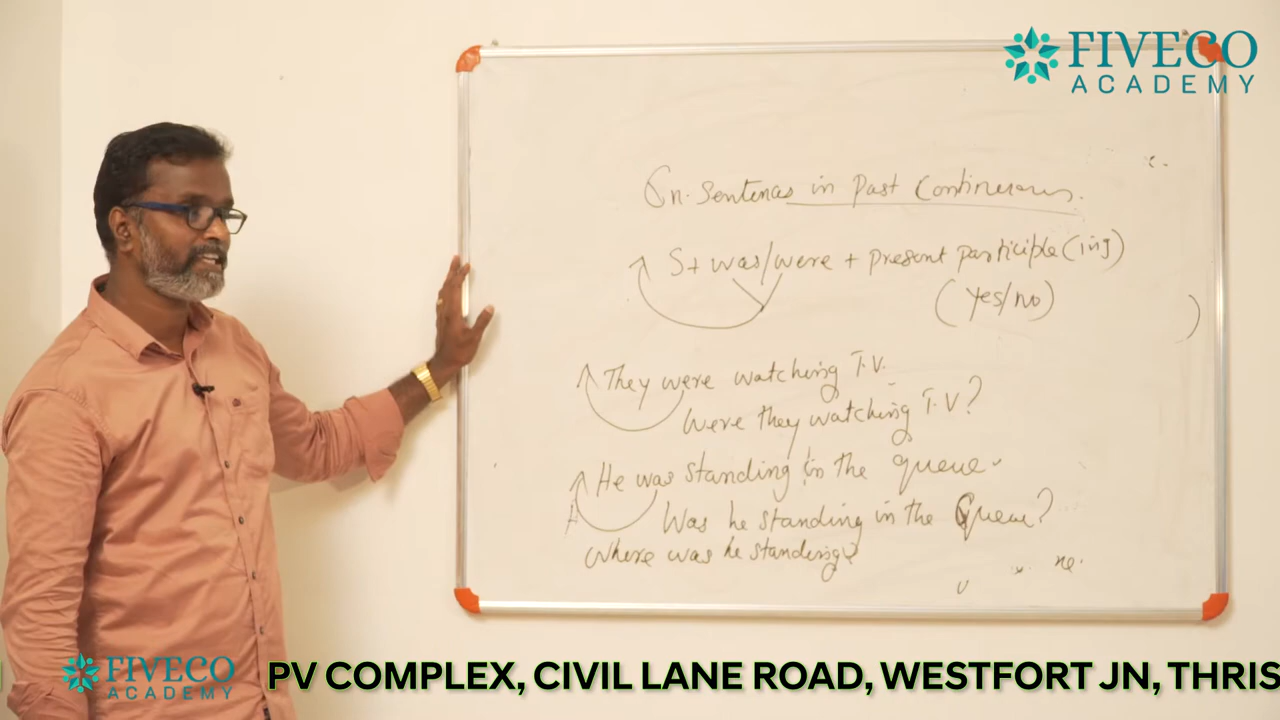 FIVECO
ACADEMY
Qn. Sentences in Past Continuous.
S+ was/were + present participle (ing)
(Yes/no)
They were watching T.V.
Were they watching T.V?
He was standing in the queue.
Was he standing in the Queue?
Where was he standing?
FIVECO
ACADEMY
PV COMPLEX, CIVIL LANE ROAD, WESTFORT JN, THRIS